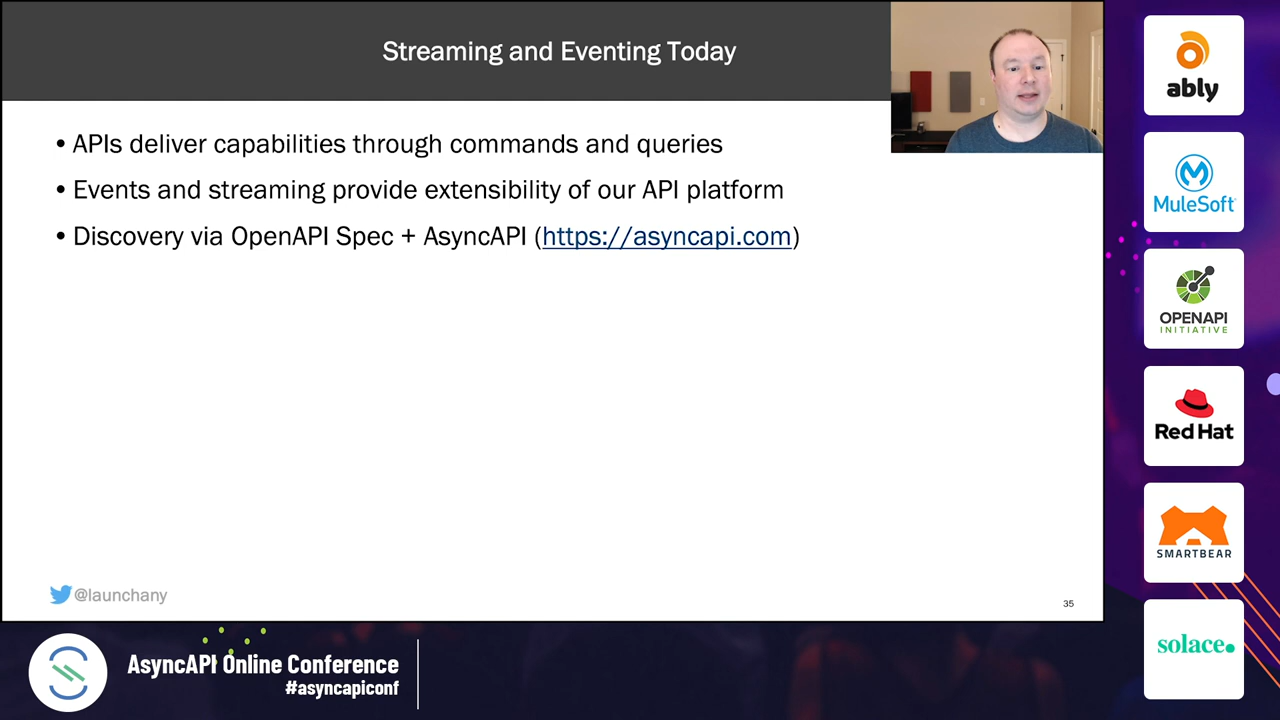 Streaming and Eventing Today
• APIs deliver capabilities through commands and queries
• Events and streaming provide extensibility of our API platform
• Discovery via OpenAPI Spec + AsyncAPI (https://asyncapi.com)
@launchany
35
AsyncAPI Online Conference
#asyncapiconf
ably
MuleSoft
OPENAPI
INITIATIVE
Red Hat
SMARTBEAR
solace.